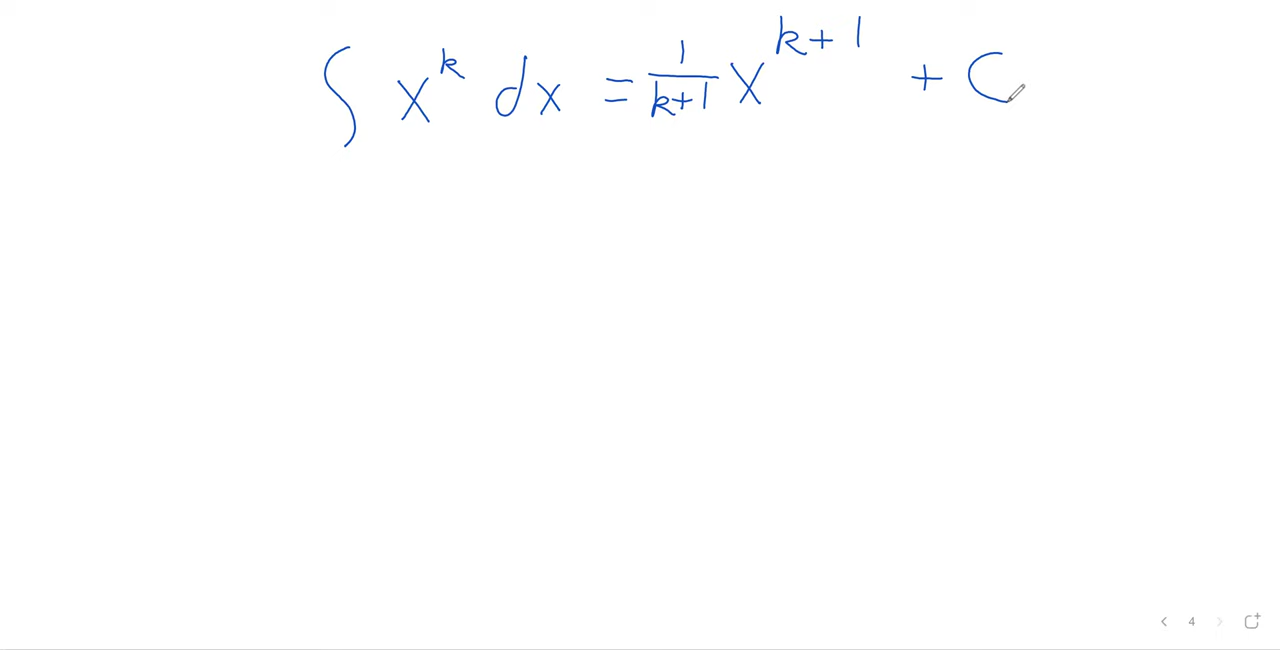 ∫ x^k dx = 1/(k+1) x^(k+1) + C
4